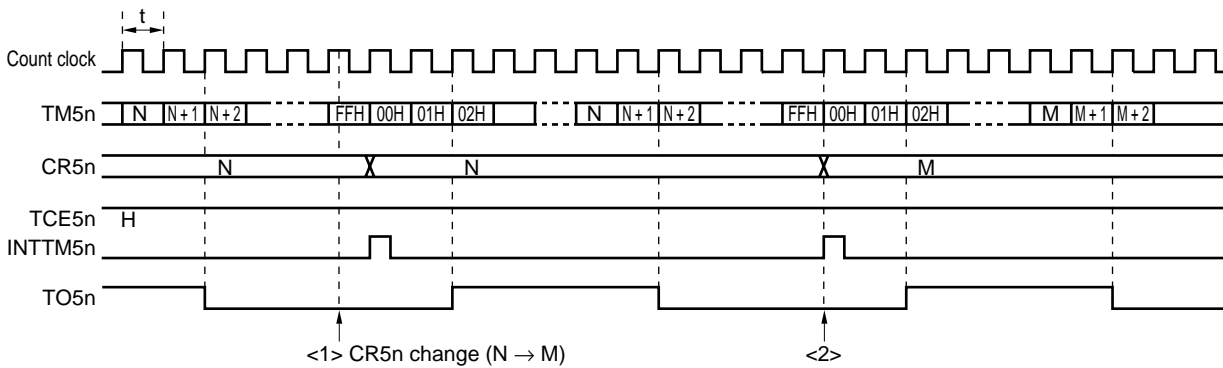 t
Count clock
TM5n N N + 1 N + 2 FFH 00H 01H 02H N N + 1 N + 2 FFH 00H 01H 02H M M + 1 M + 2
CR5n N N M
TCE5n H
INTTM5n
TO5n
<1> CR5n change (N → M) <2>